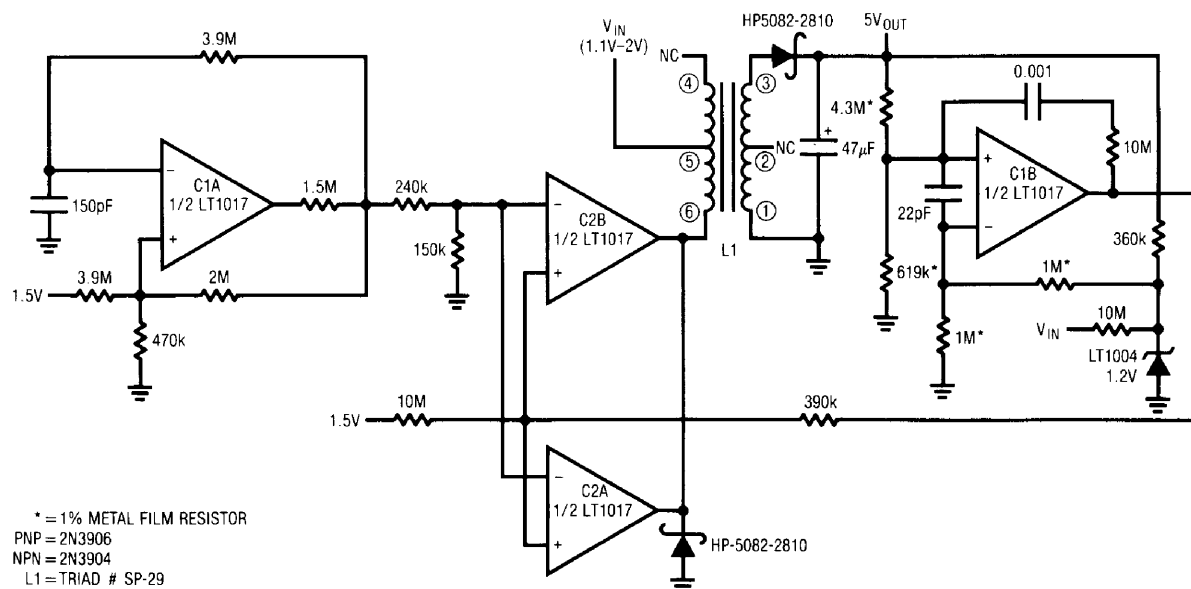 3.9M
150pF
−
C1A
1/2 LT1017
+
1.5M
3.9M
1.5V
2M
470k
240k
150k
−
C2B
1/2 LT1017
+
10M
1.5V
−
C2A
1/2 LT1017
+
HP-5082-2810
390k
VIN
(1.1V–2V)
NC
4
5
6
3
2
1
NC
L1
HP5082-2810
+
47µF
5VOUT
4.3M*
619k*
0.001
10M
+
C1B
1/2 LT1017
−
22pF
1M*
1M*
360k
VIN
10M
LT1004
1.2V
* = 1% METAL FILM RESISTOR
PNP = 2N3906
NPN = 2N3904
L1 = TRIAD # SP-29